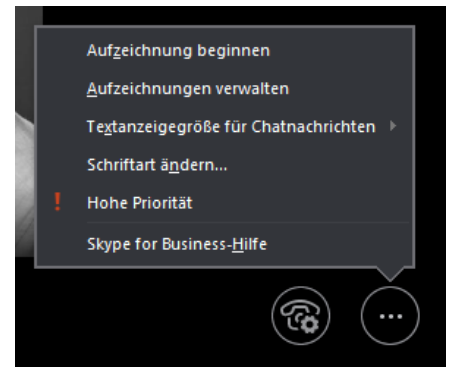 Aufzeichnung beginnen
Aufzeichnungen verwalten
Textanzeigegröße für Chatnachrichten
Schriftart ändern...
! Hohe Priorität
Skype for Business-Hilfe